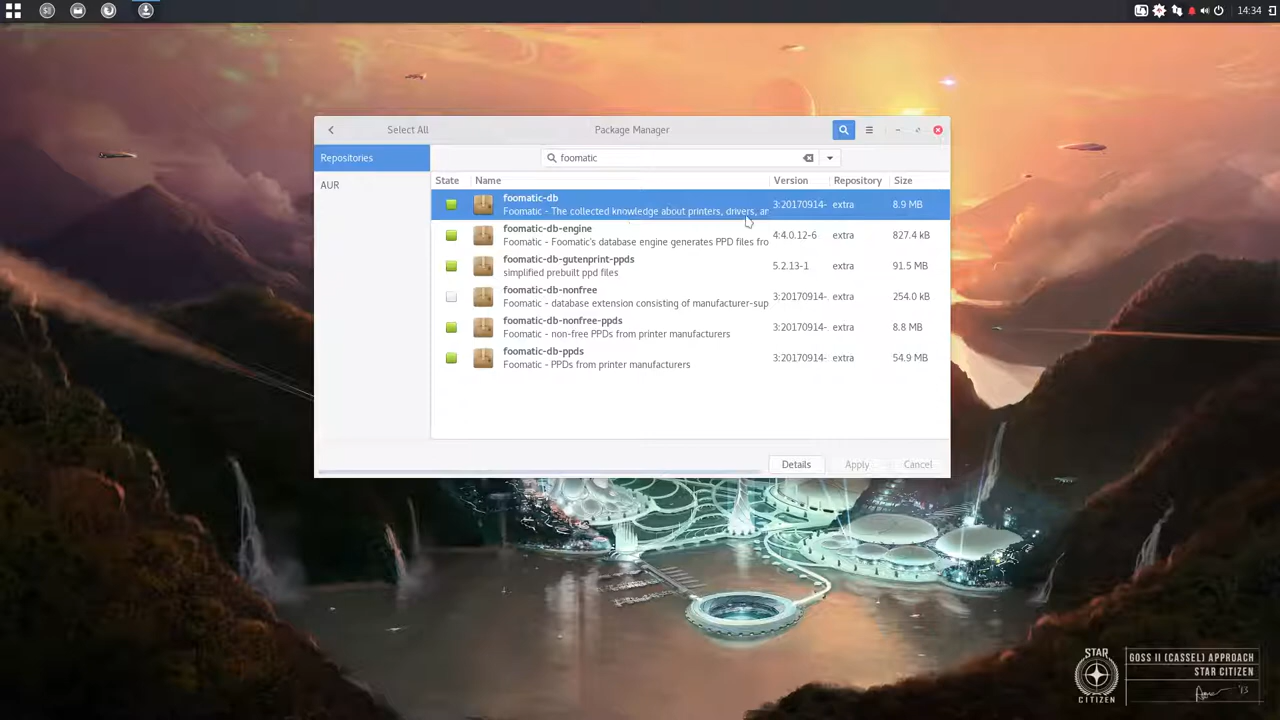 14:34
Select All
Package Manager
Repositories
foomatic
AUR
State
Name
Version
Repository
Size
foomatic-db
Foomatic - The collected knowledge about printers, drivers, an
3:20170914-
extra
8.9 MB
foomatic-db-engine
Foomatic - Foomatic's database engine generates PPD files fro
4:4.0.12-6
extra
827.4 kB
foomatic-db-gutenprint-ppds
simplified prebuilt ppd files
5.2.13-1
extra
91.5 MB
foomatic-db-nonfree
Foomatic - database extension consisting of manufacturer-sup
3:20170914-
extra
254.0 kB
foomatic-db-nonfree-ppds
Foomatic - non-free PPDs from printer manufacturers
3:20170914-
extra
8.8 MB
foomatic-db-ppds
Foomatic - PPDs from printer manufacturers
3:20170914-
extra
54.9 MB
Details
Apply
Cancel
STAR
CITIZEN
GOSS II (CASSEL) APPROACH
STAR CITIZEN
'13